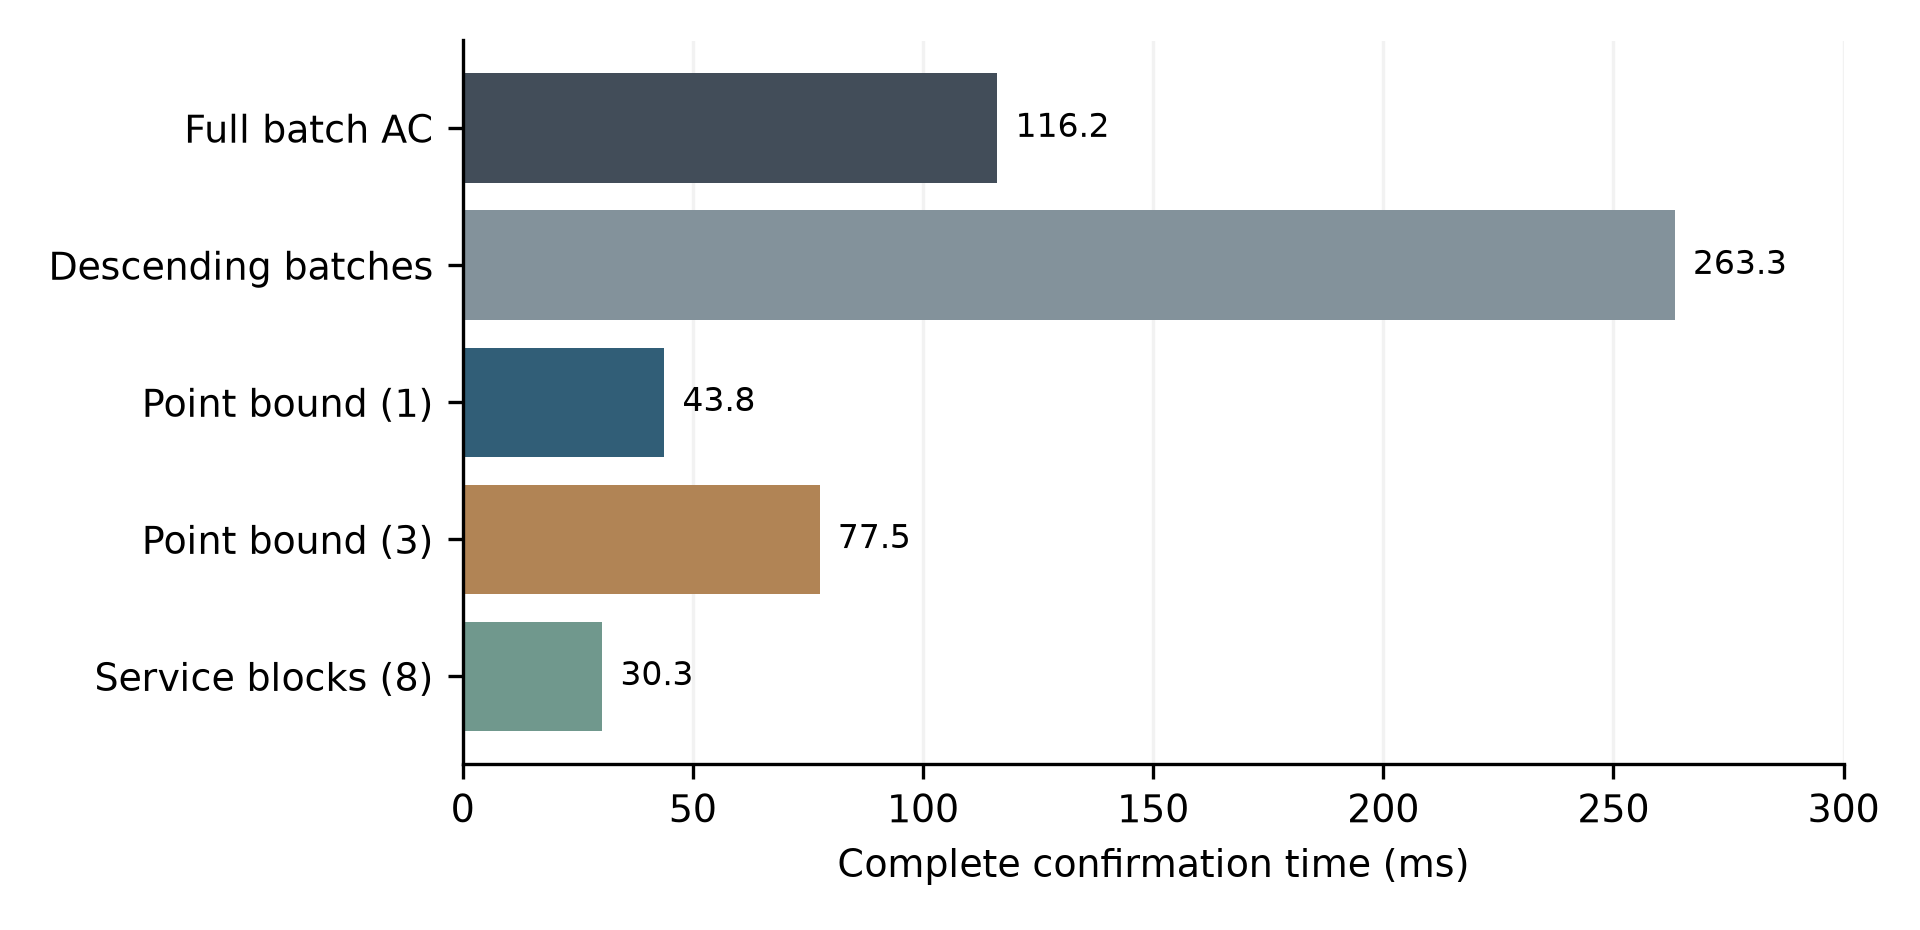 Full batch AC 116.2
Descending batches 263.3
Point bound (1) 43.8
Point bound (3) 77.5
Service blocks (8) 30.3
0 50 100 150 200 250 300
Complete confirmation time (ms)